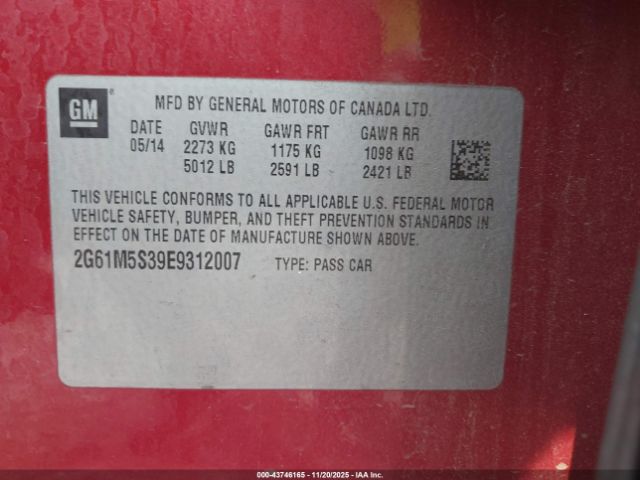 GM
MFD BY GENERAL MOTORS OF CANADA LTD.
DATE GVWR GAWR FRT GAWR RR
05/14 2273 KG 1175 KG 1098 KG
5012 LB 2591 LB 2421 LB
THIS VEHICLE CONFORMS TO ALL APPLICABLE U.S. FEDERAL MOTOR
VEHICLE SAFETY, BUMPER, AND THEFT PREVENTION STANDARDS IN
EFFECT ON THE DATE OF MANUFACTURE SHOWN ABOVE.
2G61M5S39E9312007 TYPE: PASS CAR
000-43746165 - 11/20/2025 - IAA Inc.